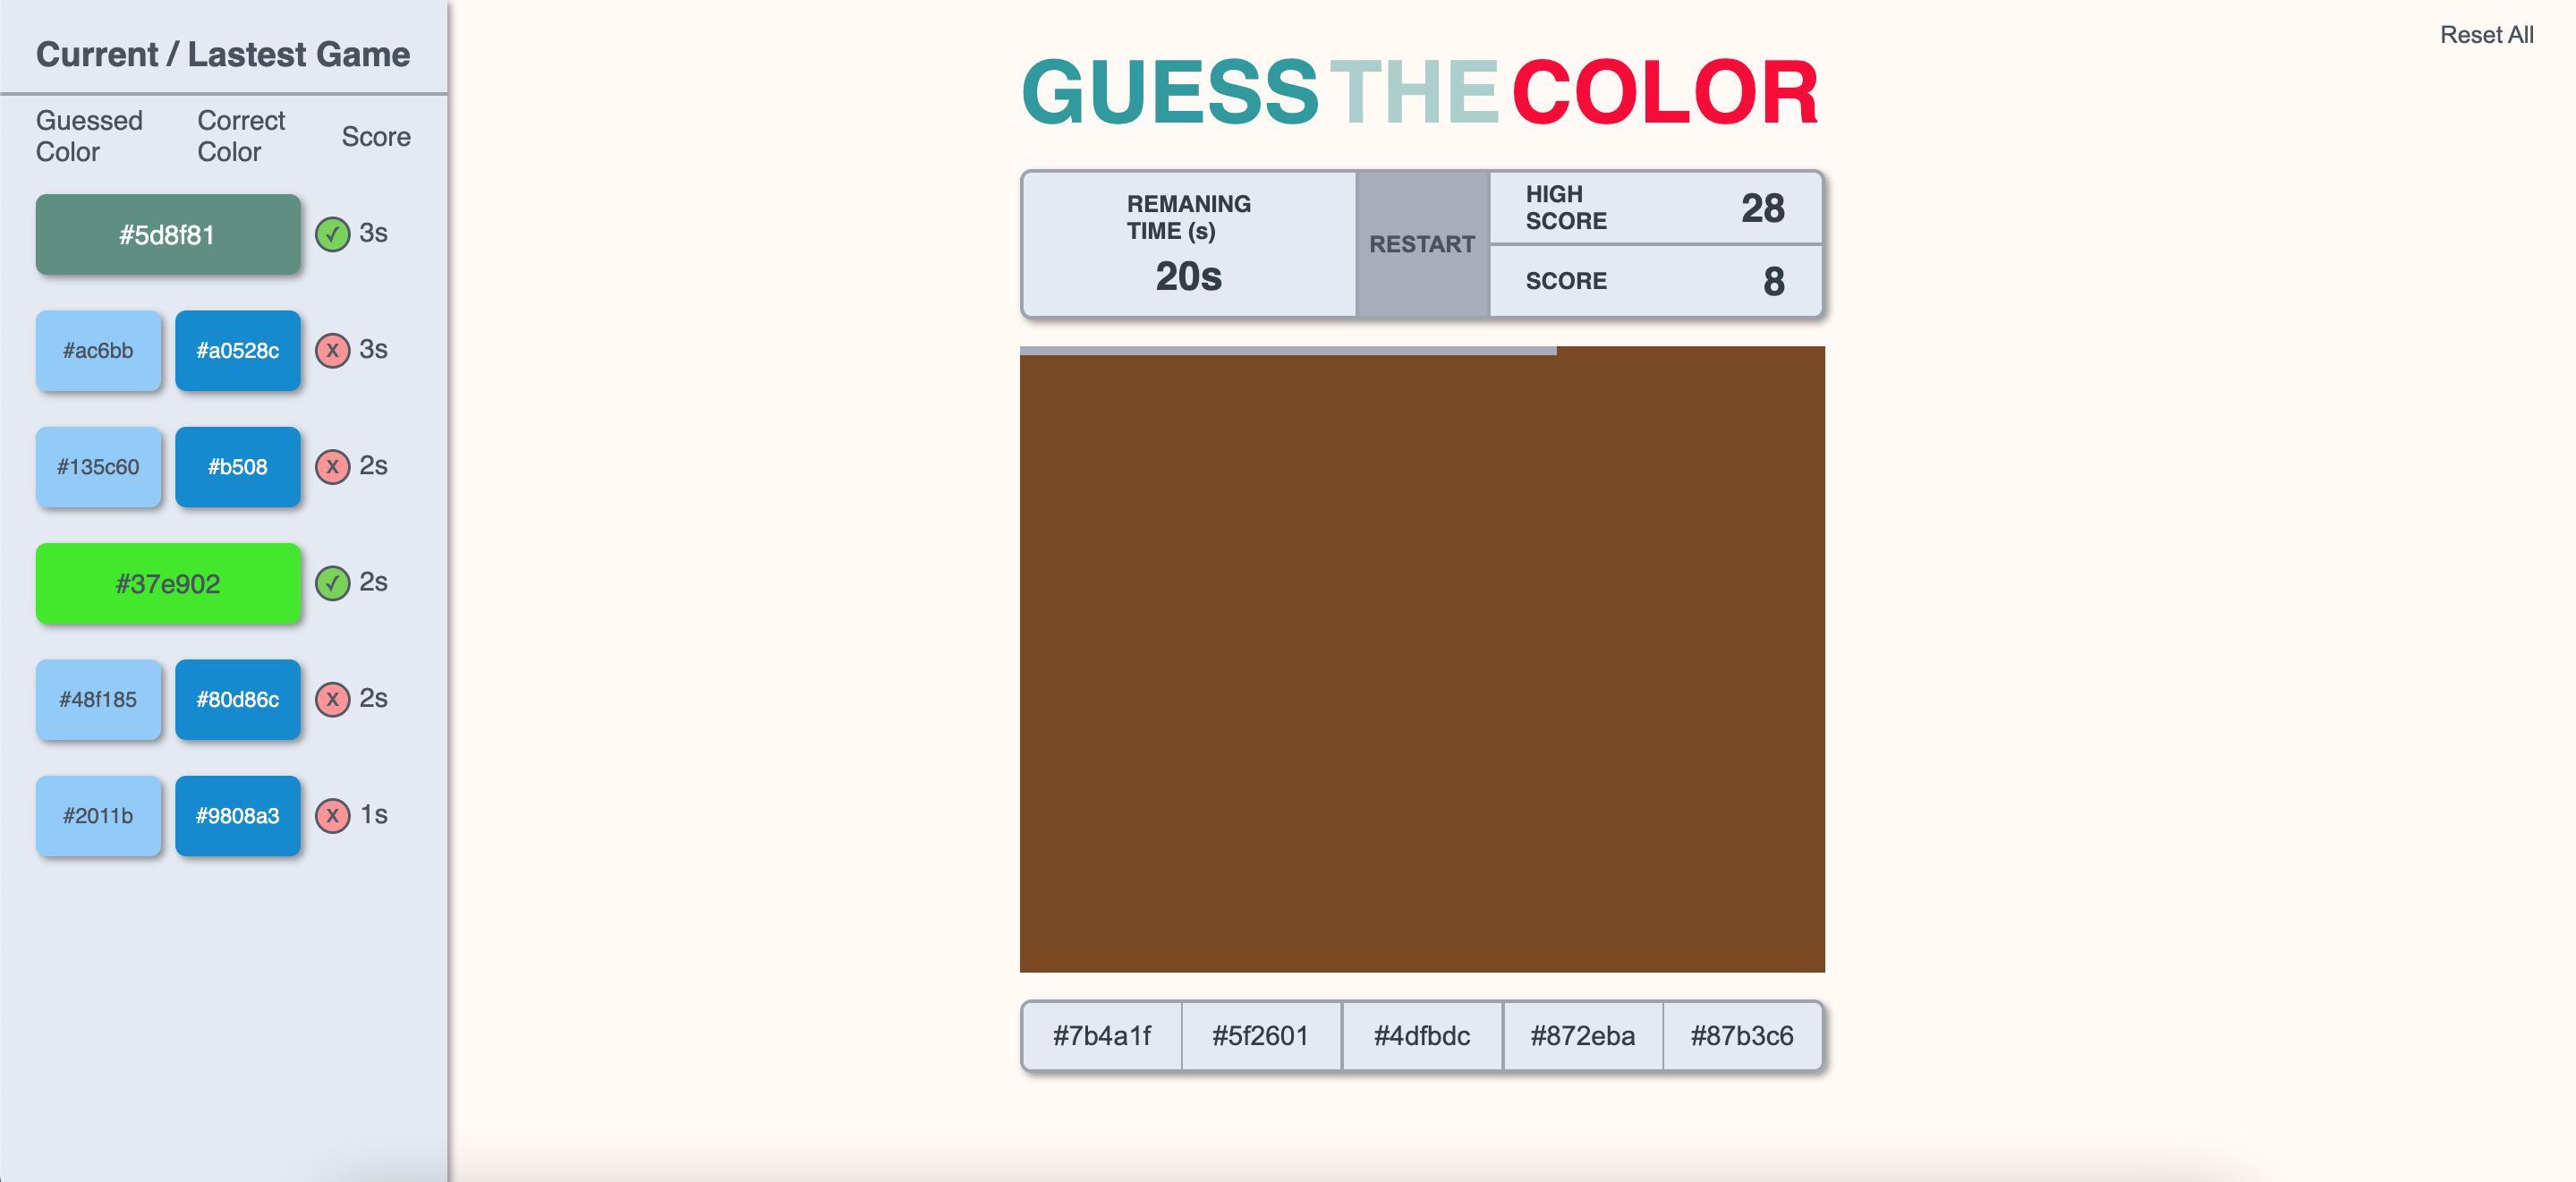 Current / Lastest Game
Guessed Color
Correct Color
Score
#5d8f81
✓
3s
#ac6bb
#a0528c
X
3s
#135c60
#b508
X
2s
#37e902
✓
2s
#48f185
#80d86c
X
2s
#2011b
#9808a3
X
1s
Reset All
GUESS THE COLOR
REMANING
TIME (s)
20s
RESTART
HIGH
SCORE
28
SCORE
8
#7b4a1f
#5f2601
#4dfbdc
#872eba
#87b3c6